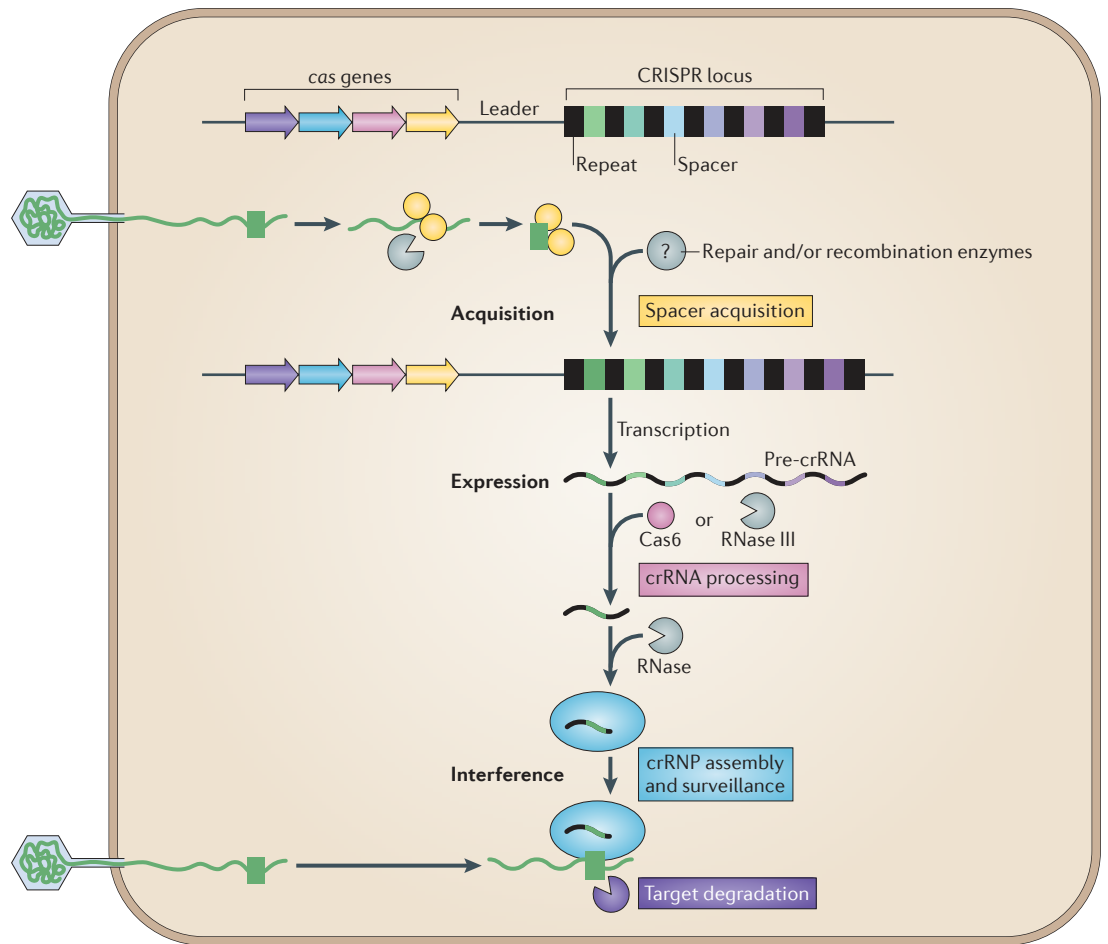 cas genes
CRISPR locus
Leader
Repeat
Spacer
?
Repair and/or recombination enzymes
Acquisition
Spacer acquisition
Transcription
Pre-crRNA
Expression
Cas6
or
RNase III
crRNA processing
RNase
Interference
crRNP assembly
and surveillance
Target degradation